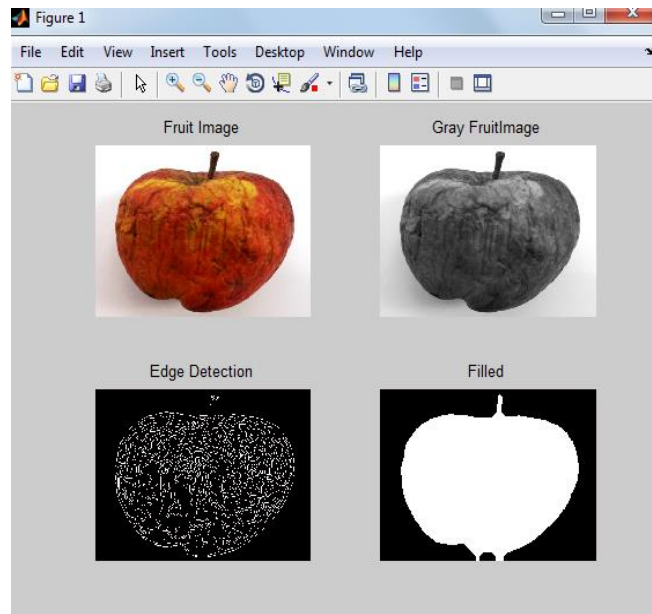 Figure 1
File Edit View Insert Tools Desktop Window Help
Fruit Image Gray FruitImage
Edge Detection Filled